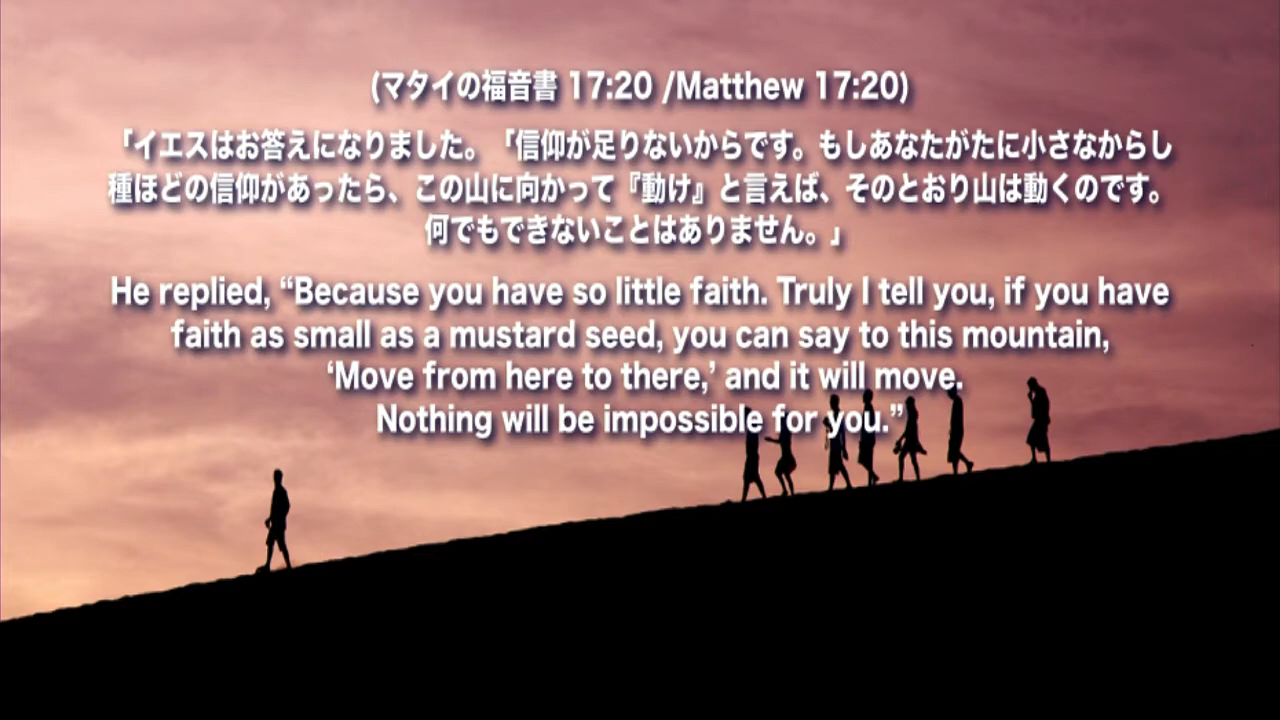 (マタイの福音書 17:20 /Matthew 17:20)
「イエスはお答えになりました。「信仰が足りないからです。もしあなたがたに小さなからし
種ほどの信仰があったら、この山に向かって『動け』と言えば、そのとおり山は動くのです。
何でもできないことはありません。」
He replied, “Because you have so little faith. Truly I tell you, if you have
faith as small as a mustard seed, you can say to this mountain,
‘Move from here to there,’ and it will move.
Nothing will be impossible for you.”